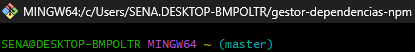 MINGW64:/c/Users/SENA.DESKTOP-BMPOLTR/gestor-dependencias-npm
SENA@DESKTOP-BMPOLTR MINGW64 ~ (master)